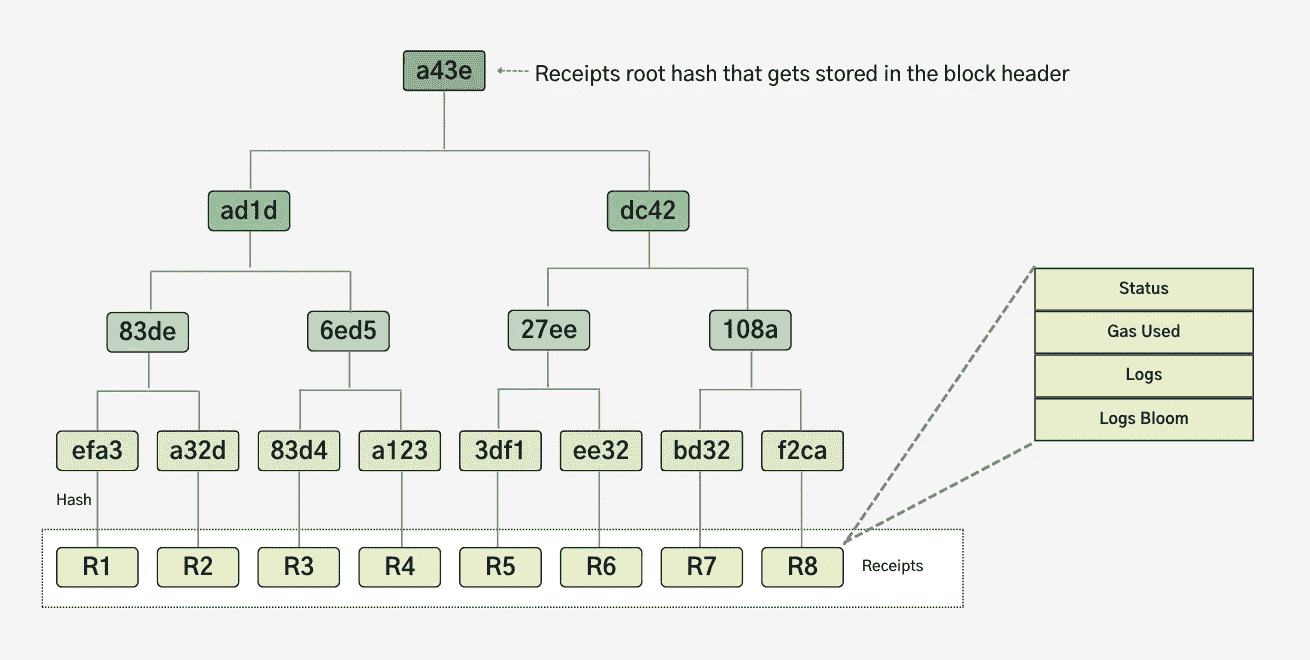 a43e
Receipts root hash that gets stored in the block header
ad1d
dc42
83de
6ed5
27ee
108a
Status
Gas Used
Logs
Logs Bloom
efa3
a32d
83d4
a123
3df1
ee32
bd32
f2ca
Hash
R1
R2
R3
R4
R5
R6
R7
R8
Receipts